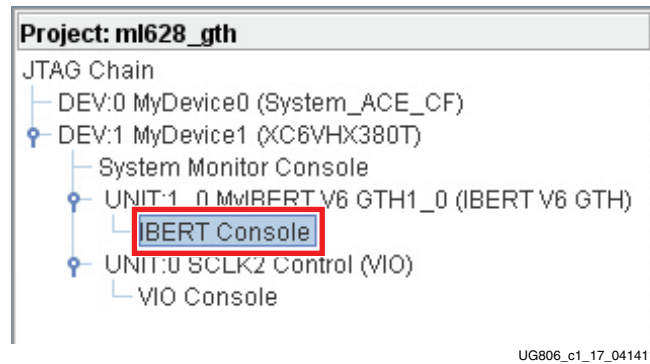 Project: ml628_gth
JTAG Chain
DEV:0 MyDevice0 (System_ACE_CF)
DEV:1 MyDevice1 (XC6VHX380T)
System Monitor Console
UNIT:1_0 MyIBERT V6 GTH1_0 (IBERT V6 GTH)
IBERT Console
UNIT:0 SCLK2 Control (VIO)
VIO Console
UG806_c1_17_04141